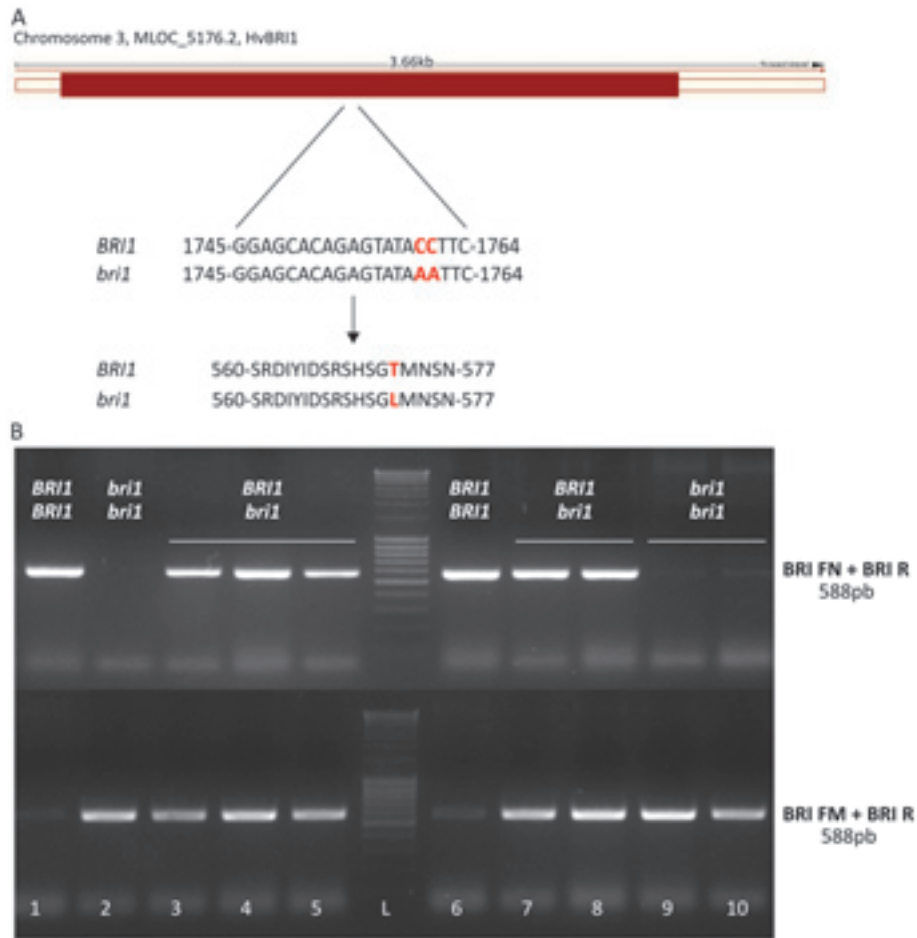 A
Chromosome 3, MLOC_5176.2, HvBRI1
3.66kb
BRI1 1745-GGAGCACAGAGTATACCTTC-1764
bri1 1745-GGAGCACAGAGTATAAATTC-1764
BRI1 560-SRDIYIDSRSHSGTMNSN-577
bri1 560-SRDIYIDSRSHSGLMNSN-577
B
BRI1 bri1 BRI1 BRI1 BRI1 bri1
BRI1 bri1 bri1 BRI1 bri1 bri1
BRI FN + BRI R
588pb
BRI FM + BRI R
588pb
1 2 3 4 5 L 6 7 8 9 10